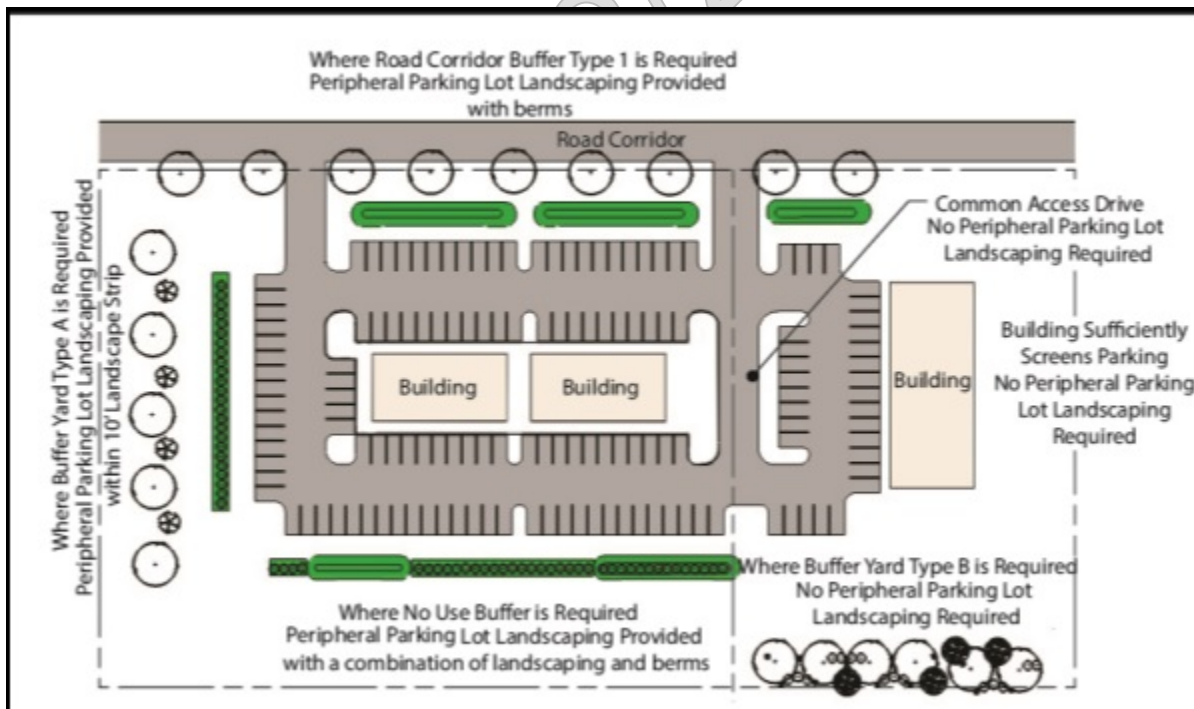 Where Road Corridor Buffer Type 1 is Required
Peripheral Parking Lot Landscaping Provided
with berms
Road Corridor
Where Buffer Yard Type A is Required
Peripheral Parking Lot Landscaping Provided
within 10' Landscape Strip
Common Access Drive
No Peripheral Parking Lot
Landscaping Required
Building
Building
Building
Building Sufficiently
Screens Parking
No Peripheral Parking
Lot Landscaping
Required
Where No Use Buffer is Required
Peripheral Parking Lot Landscaping Provided
with a combination of landscaping and berms
Where Buffer Yard Type B is Required
No Peripheral Parking Lot
Landscaping Required